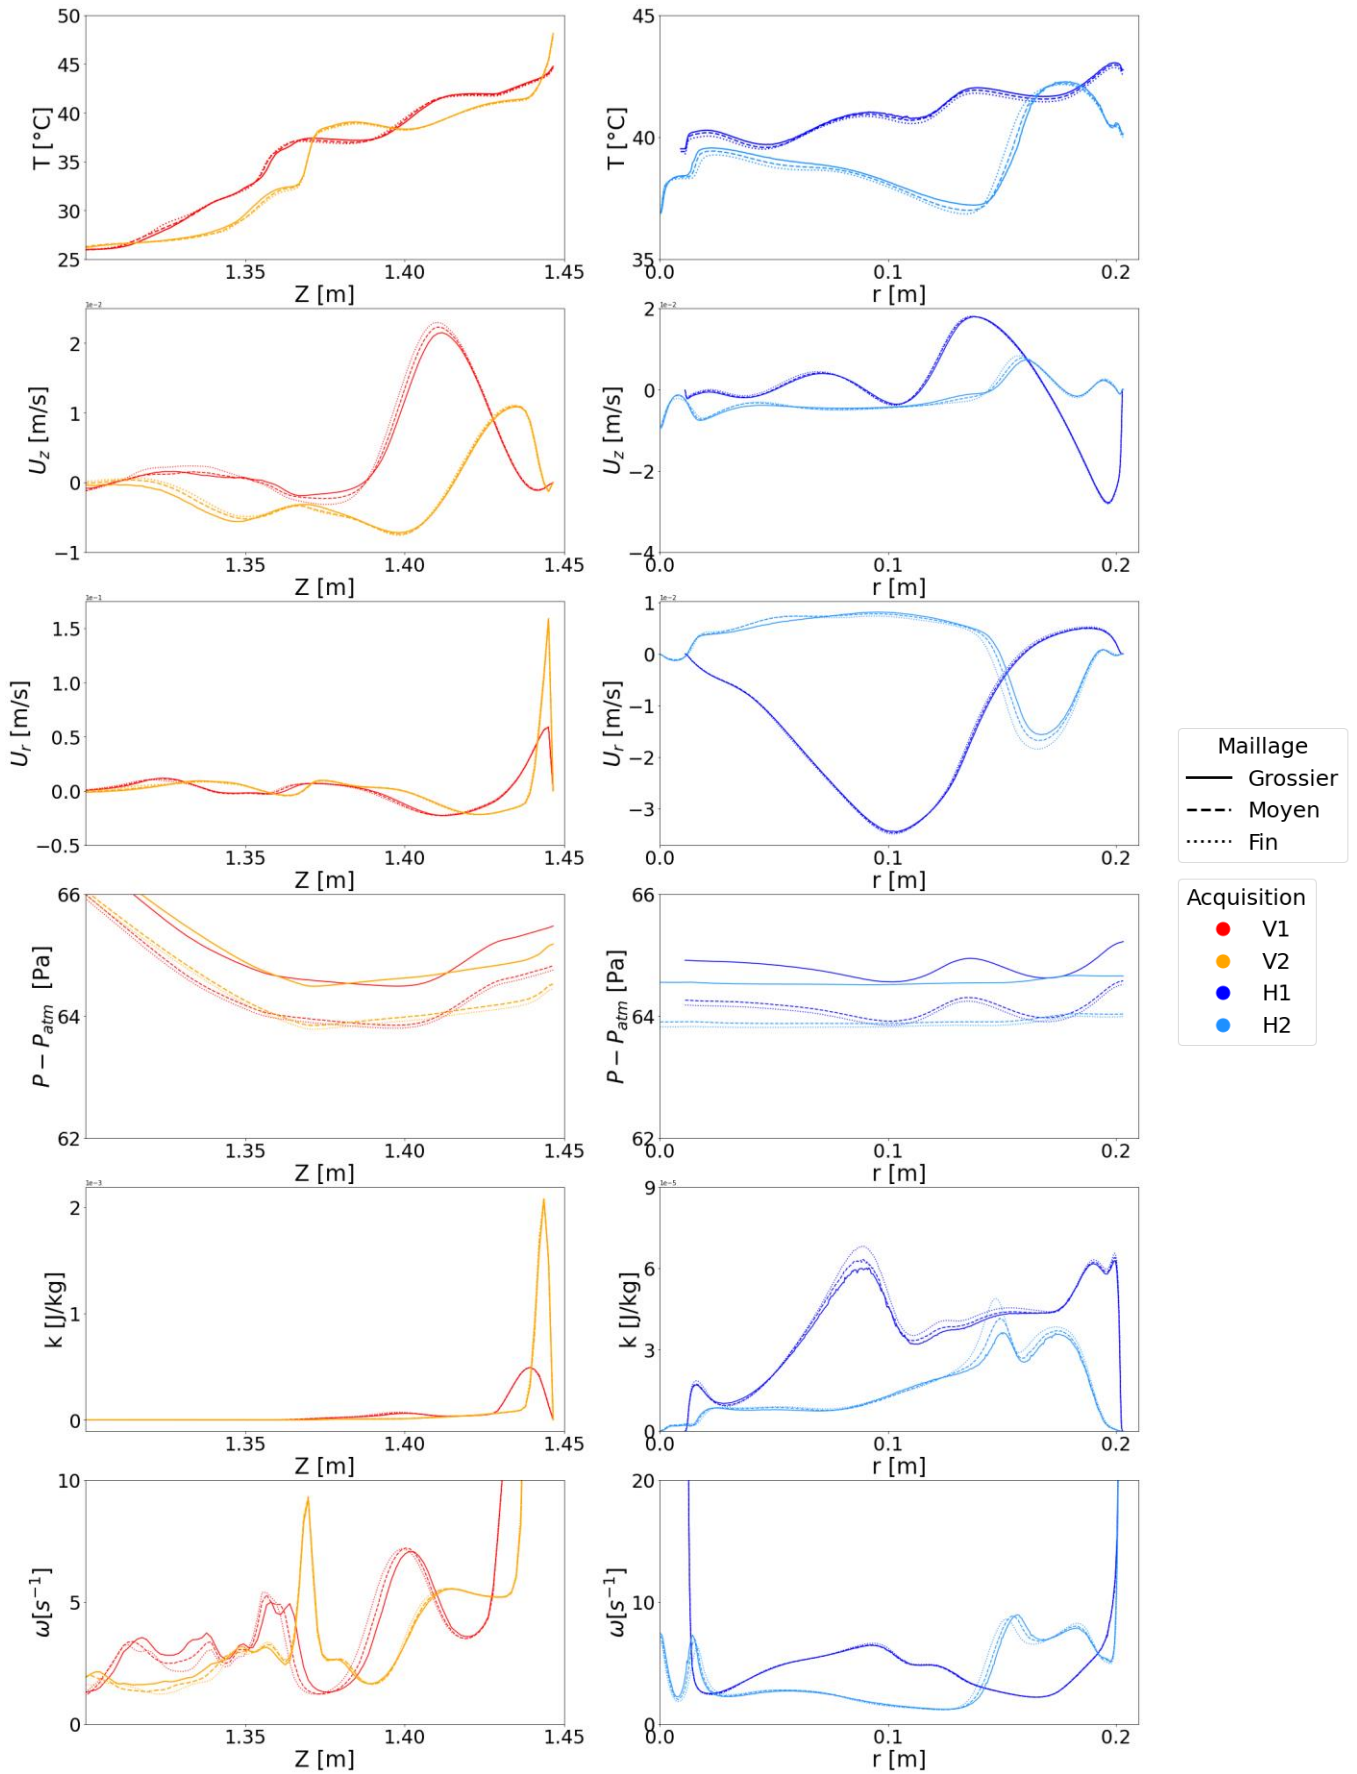 50
45
40
35
30
25
T [°C]
1.35
1.40
1.45
Z [m]
45
40
35
T [°C]
0.0
0.1
0.2
r [m]
1e−2
2
1
0
−1
U_z [m/s]
1.35
1.40
1.45
Z [m]
1e−2
2
0
−2
−4
U_z [m/s]
0.0
0.1
0.2
r [m]
1e−1
1.5
1.0
0.5
0.0
−0.5
U_r [m/s]
1.35
1.40
1.45
Z [m]
1e−2
1
0
−1
−2
−3
U_r [m/s]
0.0
0.1
0.2
r [m]
Maillage
Grossier
Moyen
Fin
Acquisition
V1
V2
H1
H2
66
64
62
P − P_atm [Pa]
1.35
1.40
1.45
Z [m]
66
64
62
P − P_atm [Pa]
0.0
0.1
0.2
r [m]
1e−3
2
1
0
k [J/kg]
1.35
1.40
1.45
Z [m]
1e−5
9
6
3
0
k [J/kg]
0.0
0.1
0.2
r [m]
10
5
0
ω[s⁻¹]
1.35
1.40
1.45
Z [m]
20
10
0
ω[s⁻¹]
0.0
0.1
0.2
r [m]